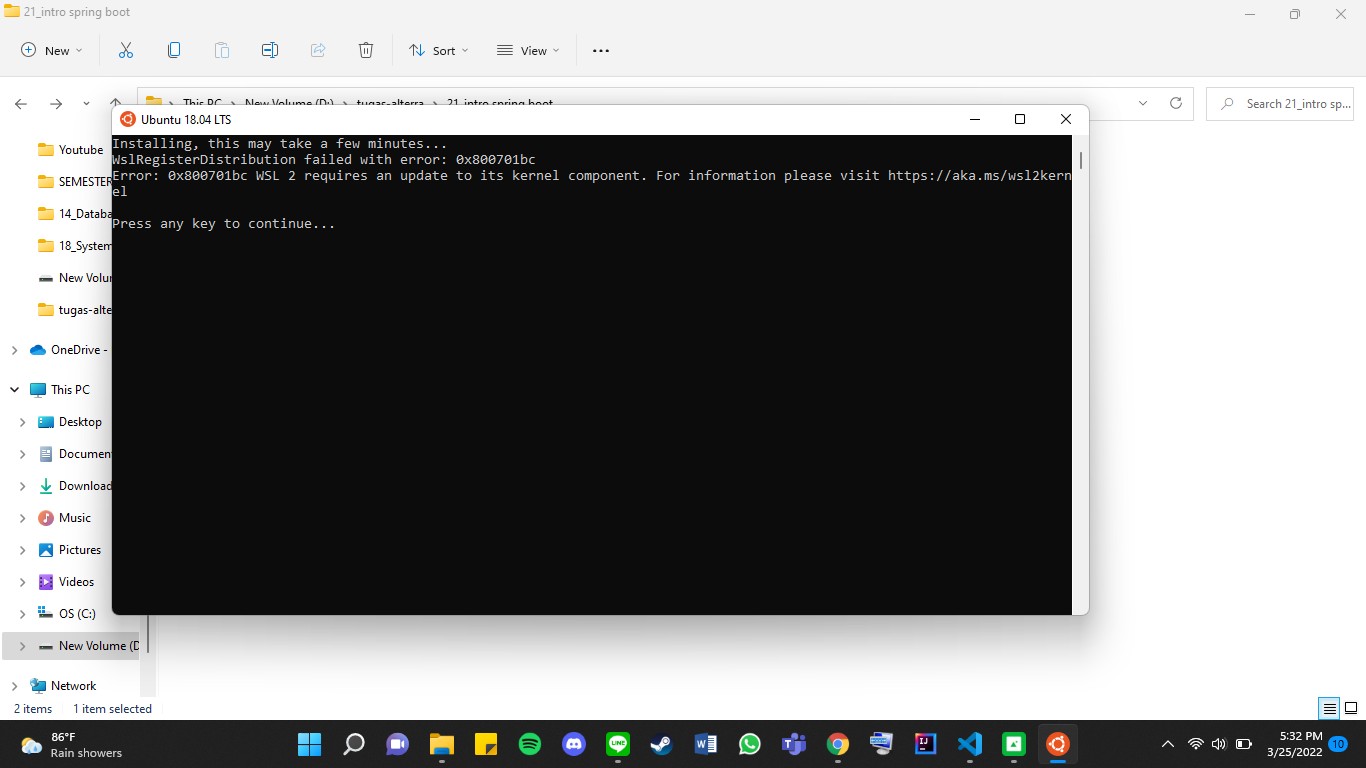 21_intro spring boot
New
Sort
View
This PC
New Volume (D:)
tugas-alterra
21_intro spring boot
Search 21_intro sp...
Ubuntu 18.04 LTS
Installing, this may take a few minutes...
WslRegisterDistribution failed with error: 0x800701bc
Error: 0x800701bc WSL 2 requires an update to its kernel component. For information please visit https://aka.ms/wsl2kern
el
Press any key to continue...
Youtube
SEMESTER
14_Databa
18_System
New Volur
tugas-alte
OneDrive -
This PC
Desktop
Documen
Download
Music
Pictures
Videos
OS (C:)
New Volume (D
Network
2 items 1 item selected
86°F
Rain showers
LINE
IJ
W
T
5:32 PM
3/25/2022
10